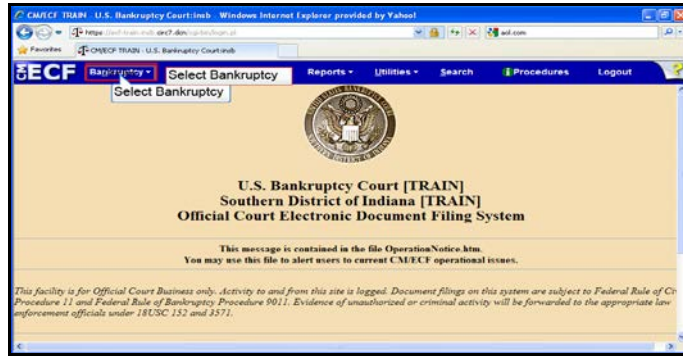 CM/ECF TRAIN - U.S. Bankruptcy Court:insb - Windows Internet Explorer provided by Yahoo!
aol.com
Favorites CM/ECF TRAIN - U.S. Bankruptcy Court:insb
ECF Bankruptcy Select Bankruptcy Reports Utilities Search Procedures Logout ?
Select Bankruptcy
U.S. Bankruptcy Court [TRAIN]
Southern District of Indiana [TRAIN]
Official Court Electronic Document Filing System
This message is contained in the file OperationNotice.htm.
You may use this file to alert users to current CM/ECF operational issues.
This facility is for Official Court Business only. Activity to and from this site is logged. Document filings on this system are subject to Federal Rule of Ci
Procedure 11 and Federal Rule of Bankruptcy Procedure 9011. Evidence of unauthorized or criminal activity will be forwarded to the appropriate law
enforcement officials under 18USC 152 and 3571.